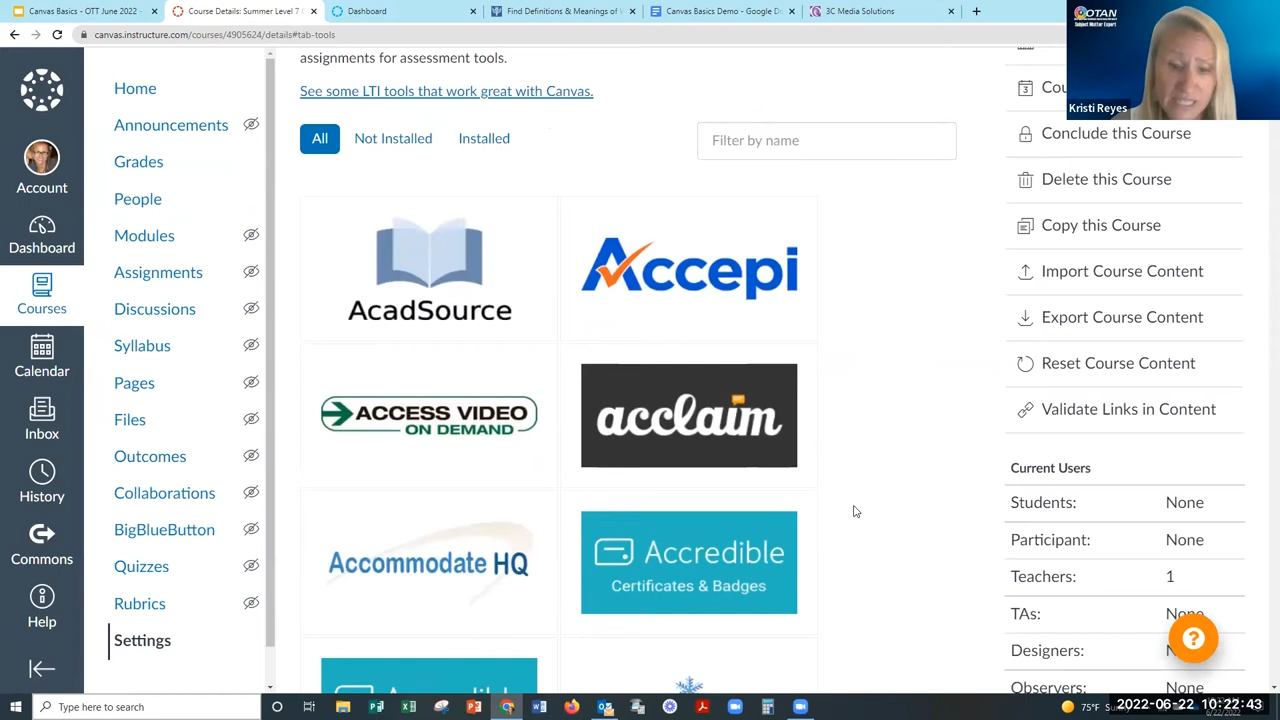 Canvas Basics - OTT June 2022
Course Details: Summer Level 7
Dashboard
Find Definitions & Meanings of
Canvas Basics Demo - Google Do
3C Media Solutions
canvas.instructure.com/courses/4905624/details#tab-tools
OTAN
Subject Matter Expert
Kristi Reyes
Account
Dashboard
Courses
Calendar
Inbox
History
Commons
Help
Home
Announcements
Grades
People
Modules
Assignments
Discussions
Syllabus
Pages
Files
Outcomes
Collaborations
BigBlueButton
Quizzes
Rubrics
Settings
assignments for assessment tools.
See some LTI tools that work great with Canvas.
All
Not Installed
Installed
Filter by name
AcadSource
Accepi
ACCESS VIDEO
ON DEMAND
acclaim
Accommodate HQ
Accredible
Certificates & Badges
Conclude this Course
Delete this Course
Copy this Course
Import Course Content
Export Course Content
Reset Course Content
Validate Links in Content
Current Users
Students: None
Participant: None
Teachers: 1
TAs: None
Designers:
Observers: None
Type here to search
75°F
2022-06-22 10:22:43